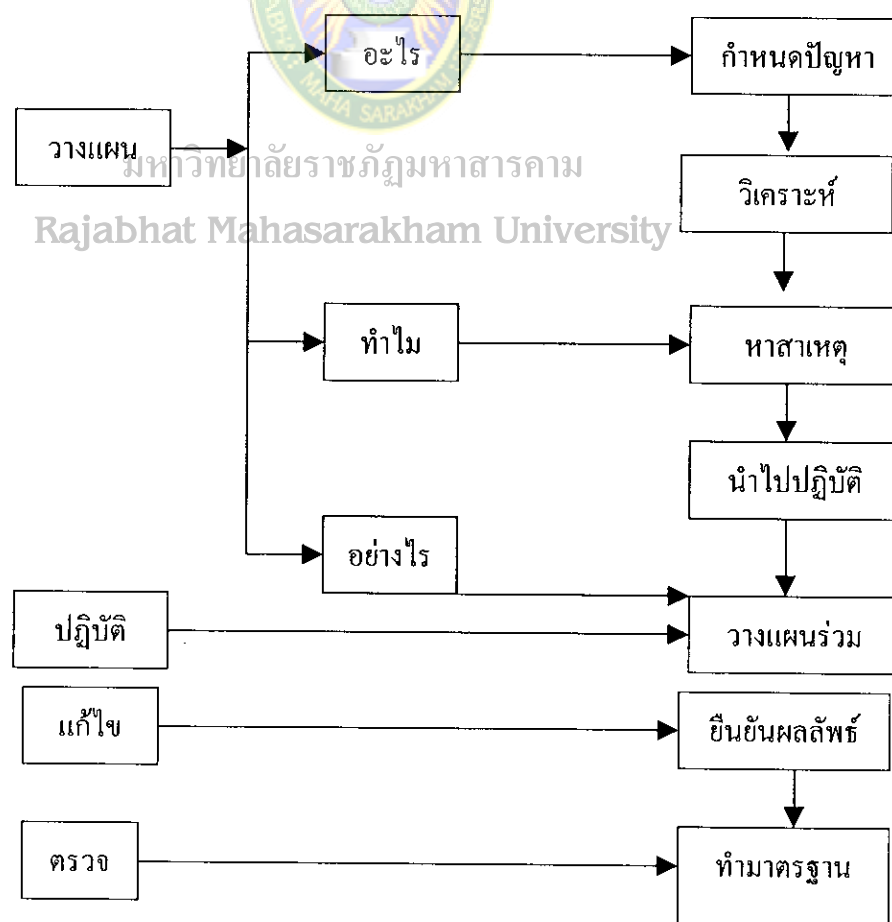 อะไร
กำหนดปัญหา
MAHA SARAKHAM
วางแผน
มหาวิทยาลัยราชภัฏมหาสารคาม
วิเคราะห์
Rajabhat Mahasarakham University
ทำไม
หาสาเหตุ
นำไปปฏิบัติ
อย่างไร
ปฏิบัติ
วางแผนร่วม
แก้ไข
ยืนยันผลลัพธ์
ตรวจ
ทำมาตรฐาน